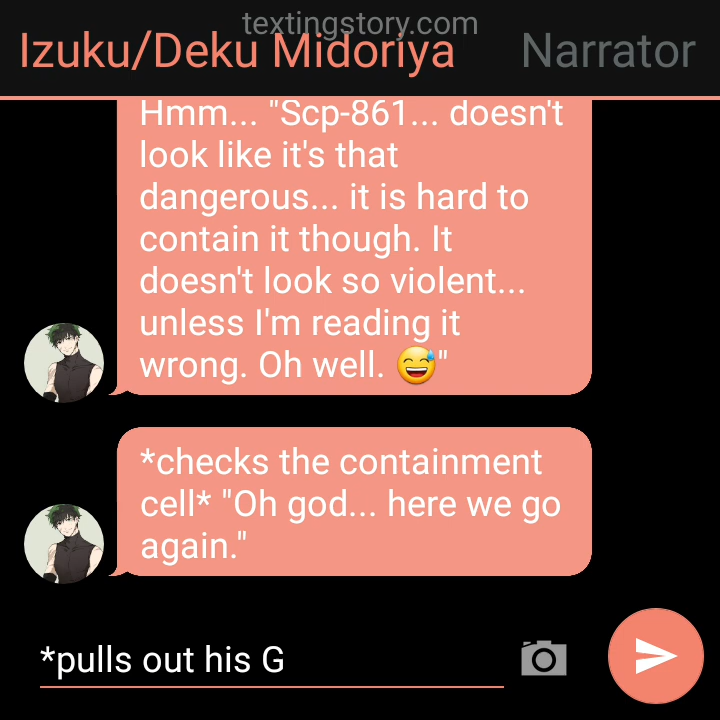 textingstory.com
Izuku/Deku Midoriya Narrator
Hmm... "Scp-861... doesn't
look like it's that
dangerous... it is hard to
contain it though. It
doesn't look so violent...
unless I'm reading it
wrong. Oh well. 😅"
*checks the containment
cell* "Oh god... here we go
again."
*pulls out his G